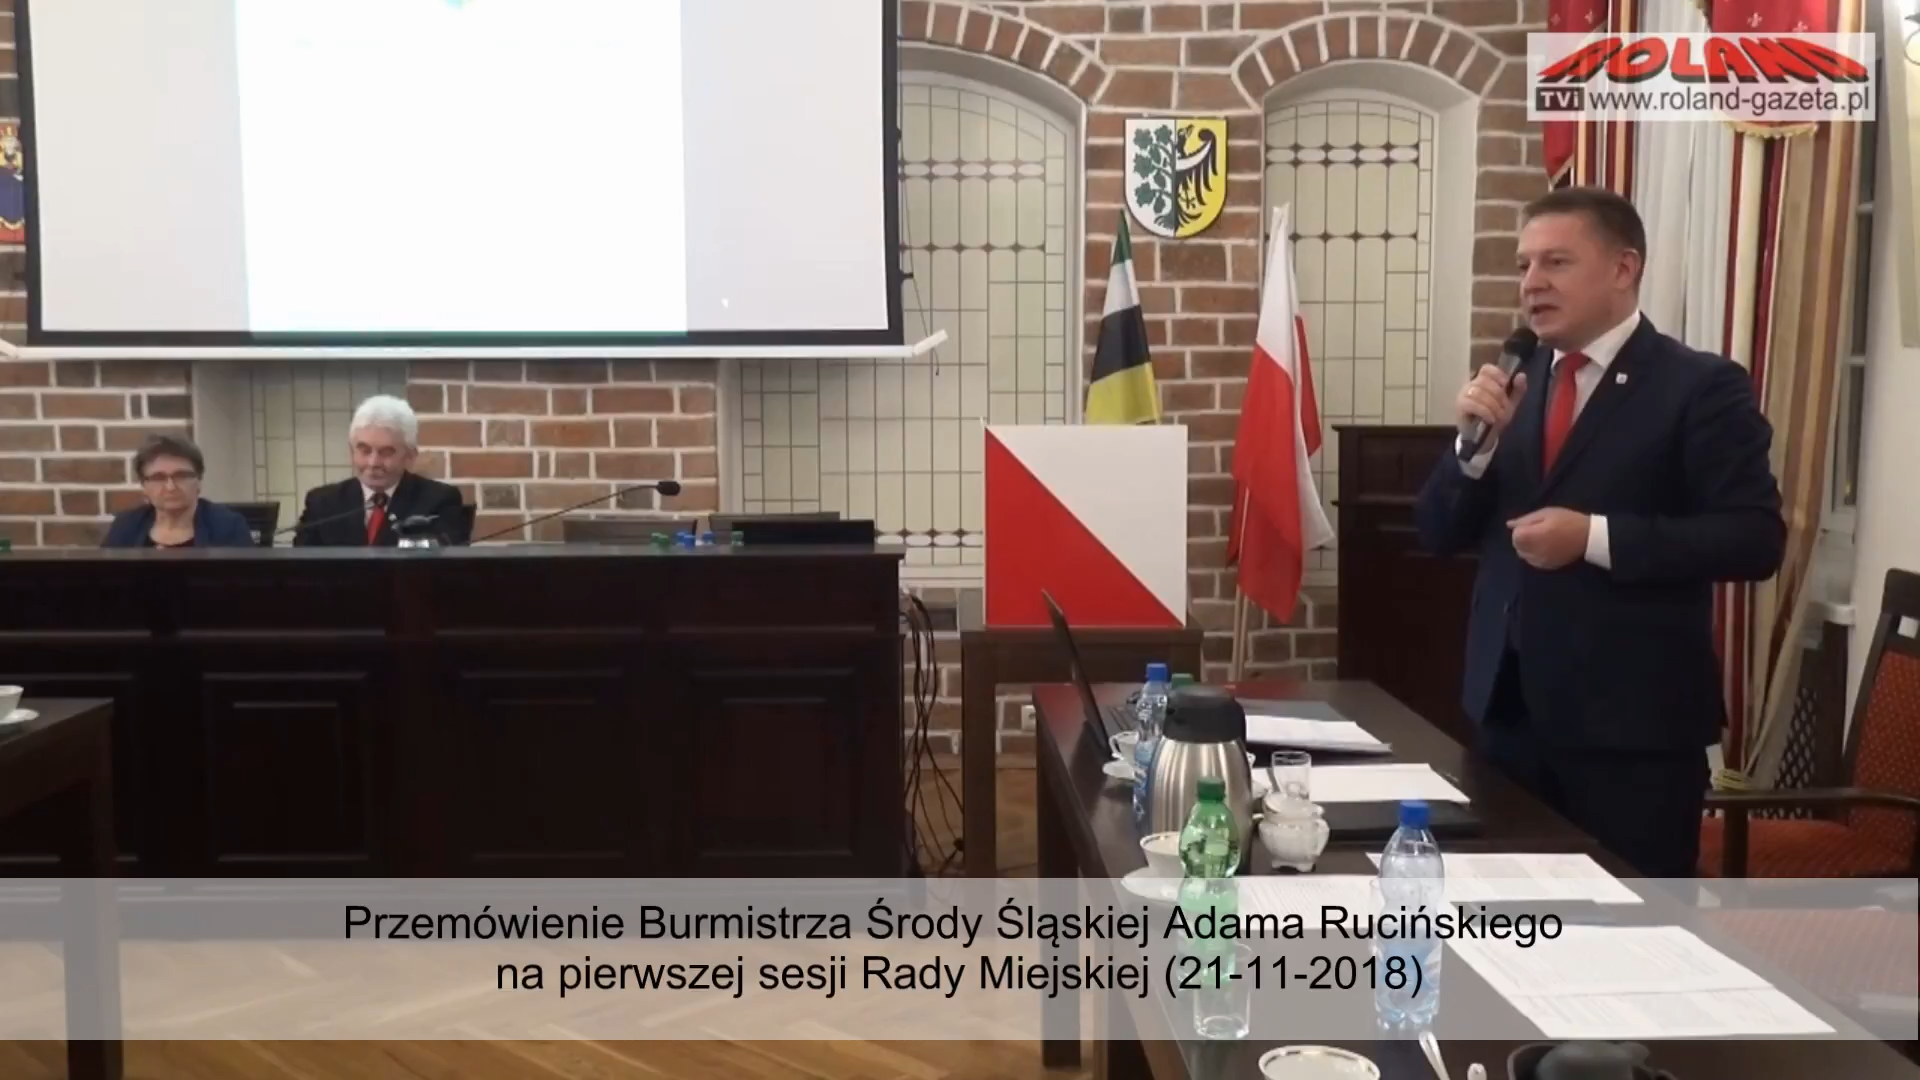 ROLAND
TVi www.roland-gazeta.pl
Przemówienie Burmistrza Środy Śląskiej Adama Rucińskiego
na pierwszej sesji Rady Miejskiej (21-11-2018)